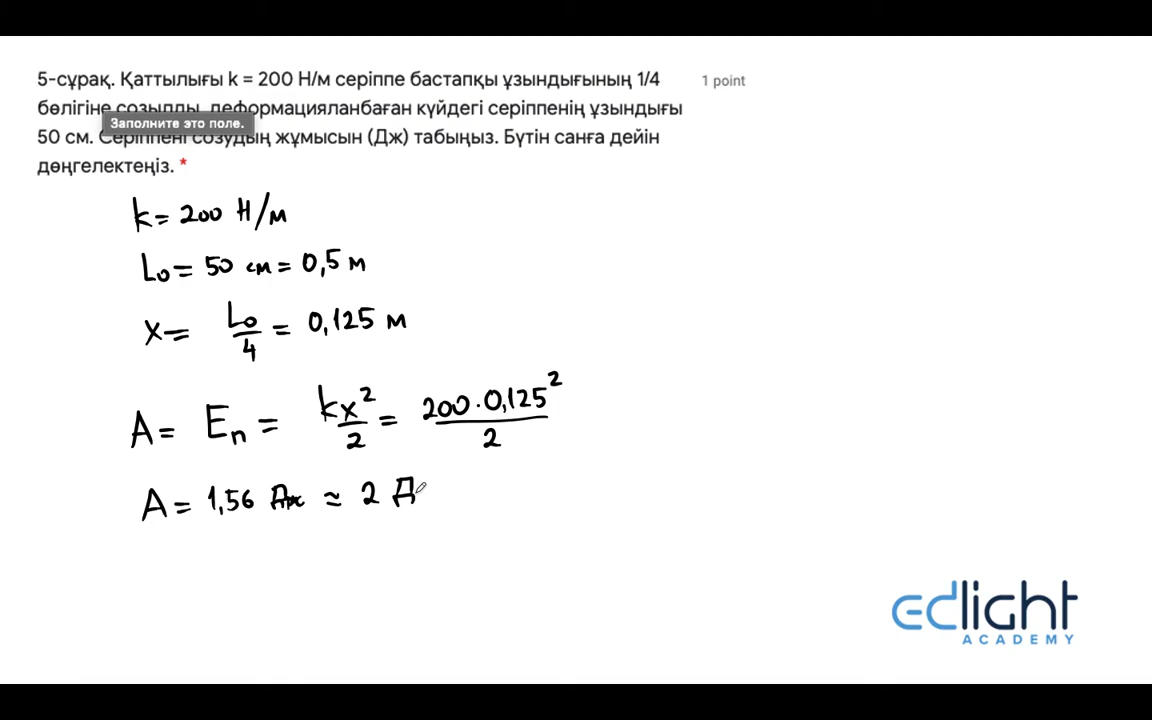 5-сұрақ. Қаттылығы k = 200 Н/м серіппе бастапқы ұзындығының 1/4
1 point
бөлігіне созылды, деформацияланбаған күйдегі серіппенің ұзындығы
Заполните это поле.
50 см. Серіппені созудың жұмысын (Дж) табыңыз. Бүтін санға дейін
дөңгелектеңіз. *
k = 200 Н/м
L₀ = 50 см = 0,5 м
x = L₀/4 = 0,125 м
A = Eп = kx²/2 = 200·0,125²/2
A = 1,56 Дж ≈ 2 Д
edlight
ACADEMY